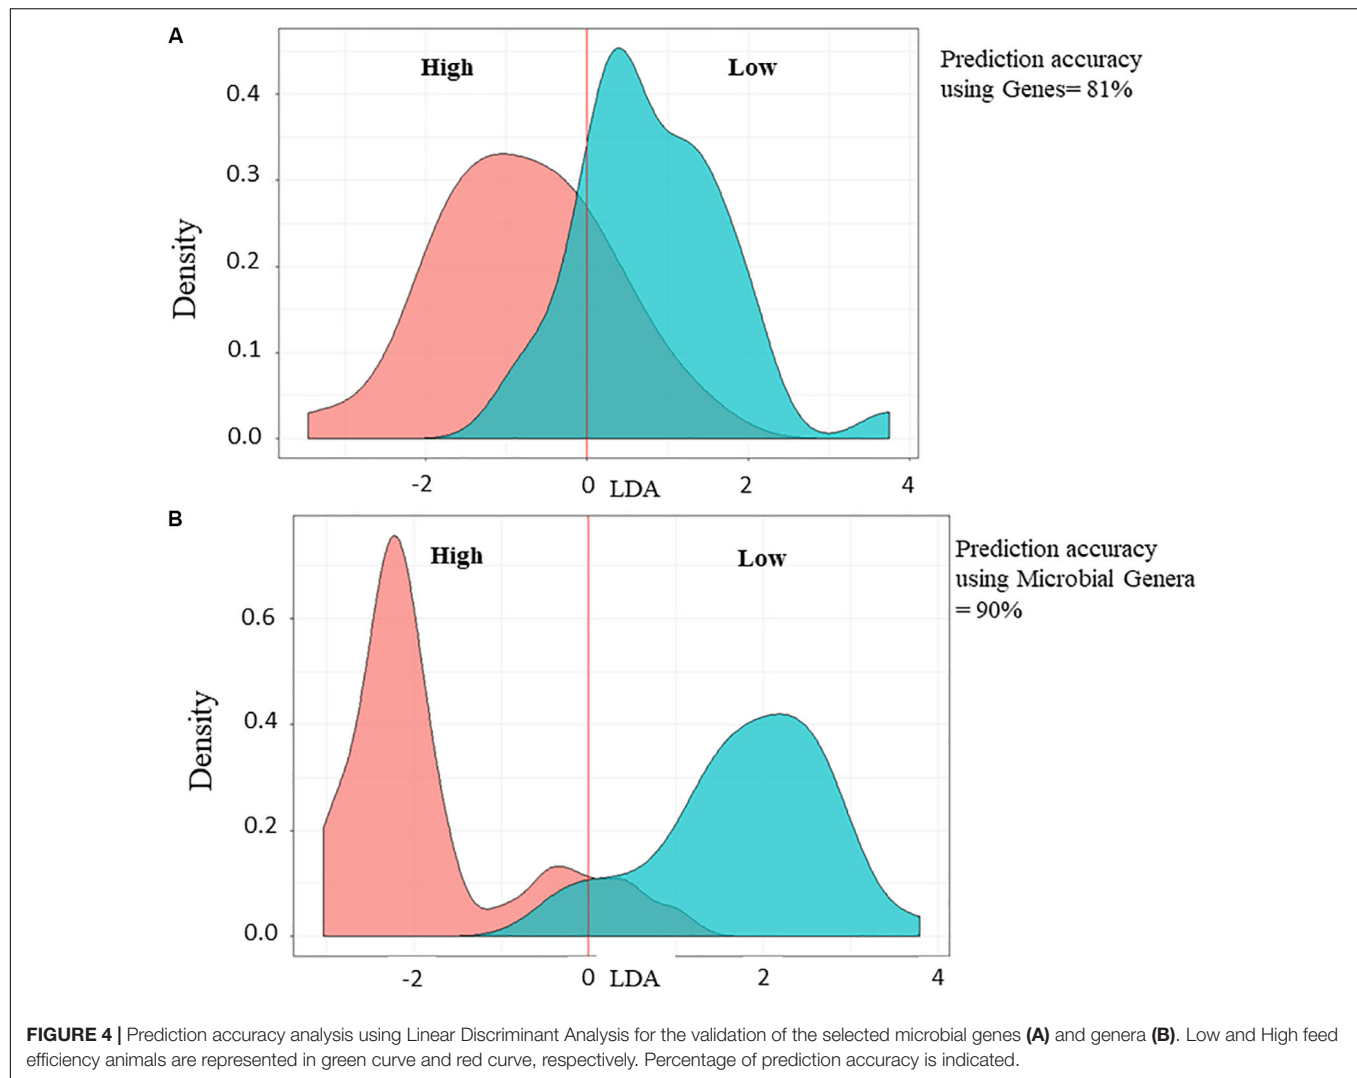 A
High
Low
Prediction accuracy
using Genes= 81%
0.4
0.3
0.2
0.1
0.0
Density
-2
0
LDA
2
4
B
High
Low
Prediction accuracy
using Microbial Genera
= 90%
0.6
0.4
0.2
0.0
Density
-2
0
LDA
2
4
FIGURE 4 | Prediction accuracy analysis using Linear Discriminant Analysis for the validation of the selected microbial genes (A) and genera (B). Low and High feed
efficiency animals are represented in green curve and red curve, respectively. Percentage of prediction accuracy is indicated.